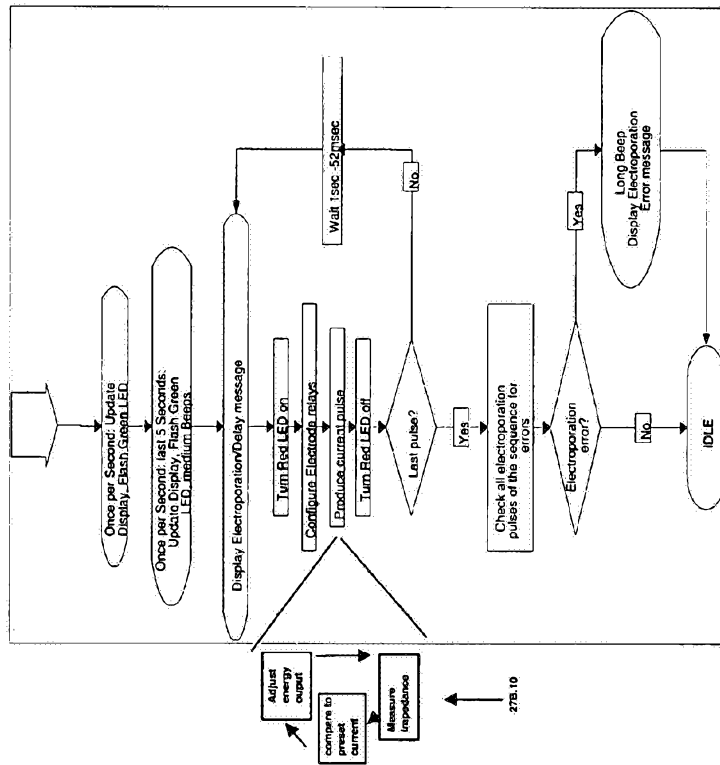 Once per Second: Update
Display, Flash Green LED
Once per Second: last 5 Seconds:
Update Display, Flash Green
LED, medium Beeps
Display Electroporation/Delay message
Turn Red LED on
Configure Electrode relays
Produce current pulse
Turn Red LED off
Last pulse?
No
Wait 1sec -52msec
Yes
Check all electroporation
pulses of the sequence for
errors
Electroporation
error?
Yes
Long Beep
Display Electroporation
Error message
No
IDLE
Adjust
energy
ouput
compare to
preset
current
Measure
Impedance
27B.10